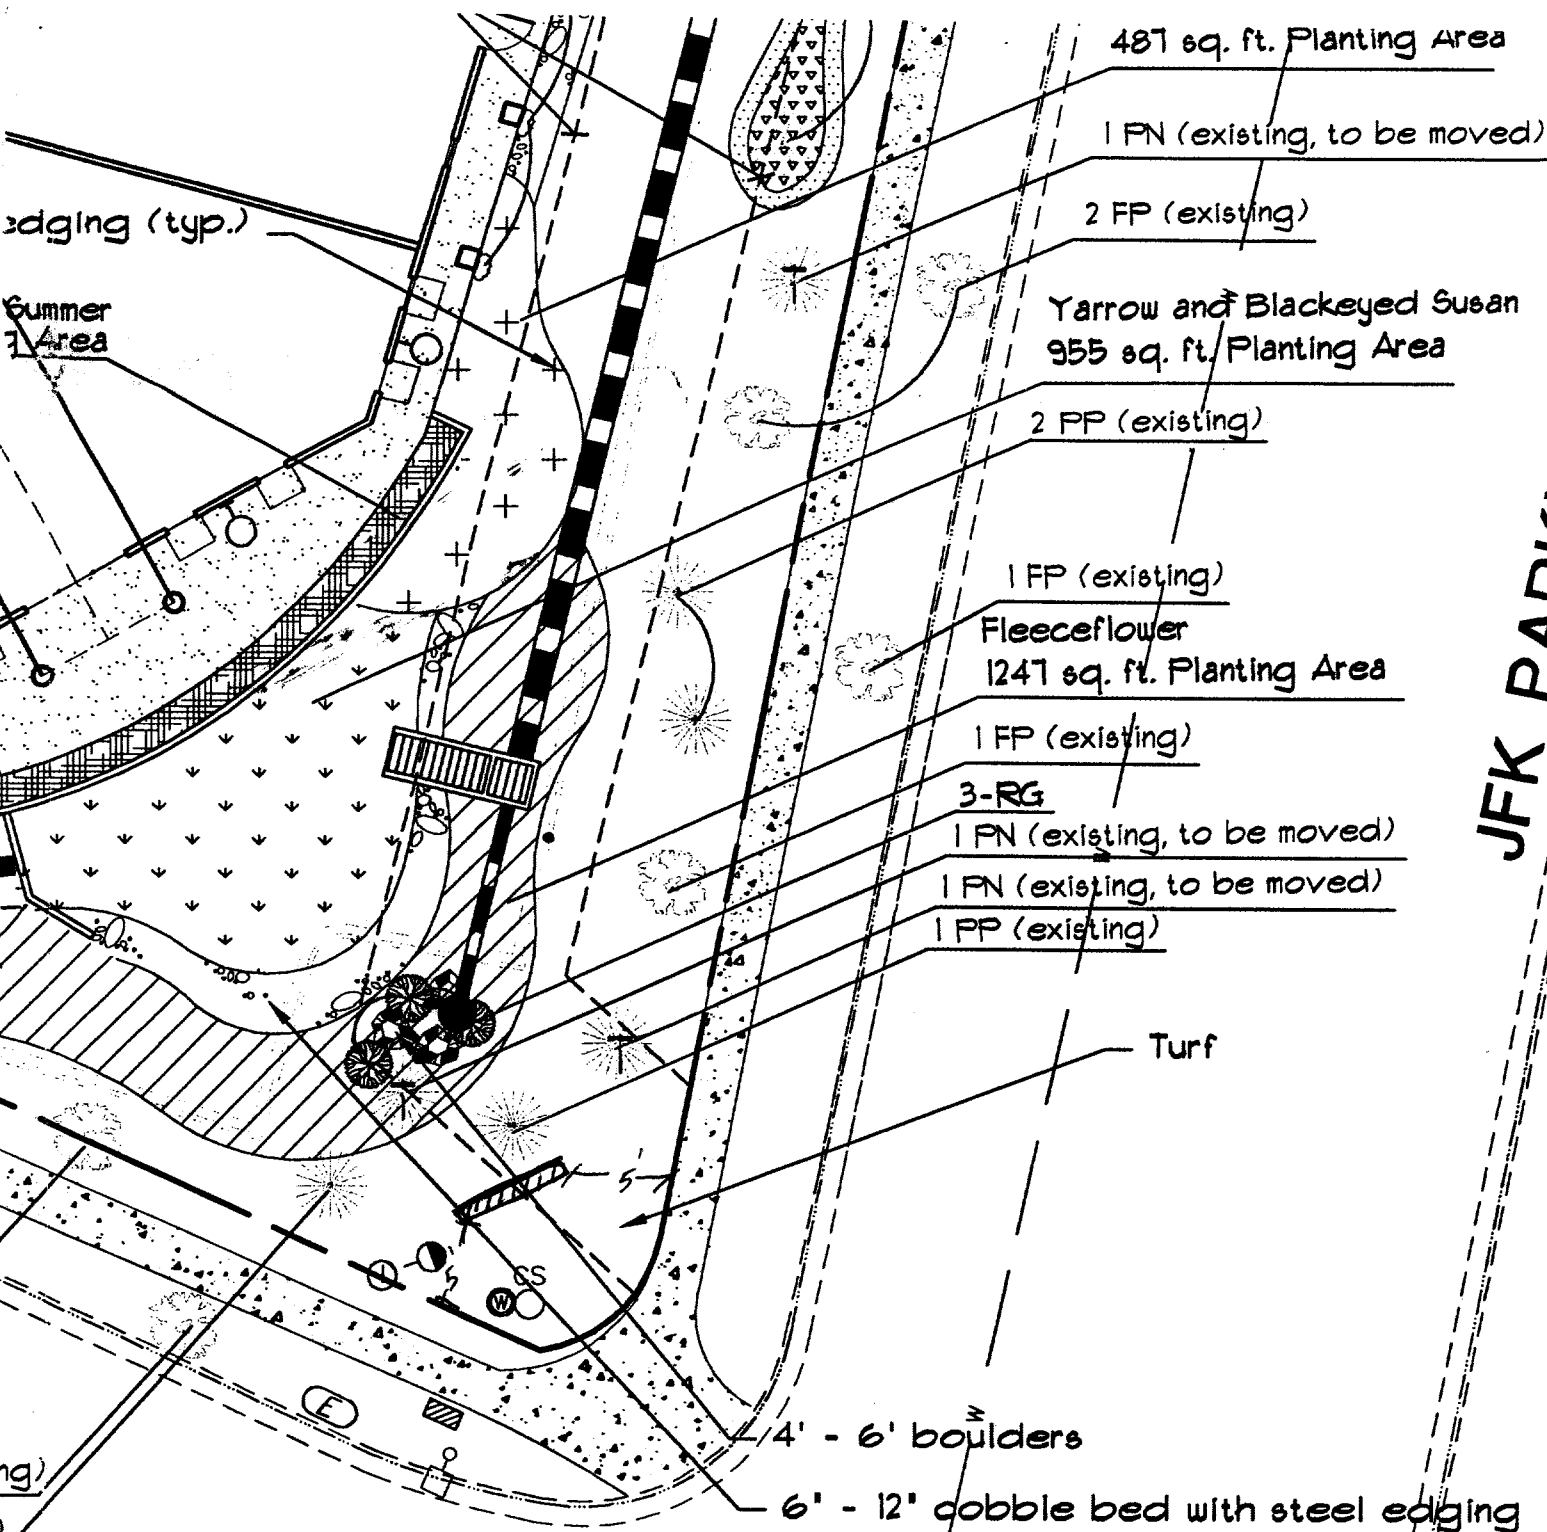 487 sq. ft. Planting Area
1 PN (existing, to be moved)
2 FP (existing)
edging (typ.)
Summer
Area
Yarrow and Blackeyed Susan
955 sq. ft. Planting Area
2 PP (existing)
1 FP (existing)
Fleeceflower
1247 sq. ft. Planting Area
1 FP (existing)
3-RG
1 PN (existing, to be moved)
1 PN (existing, to be moved)
1 PP (existing)
JFK
Turf
5'
5'
CS
W
E
W
4' - 6' boulders
6" - 12" cobble bed with steel edging